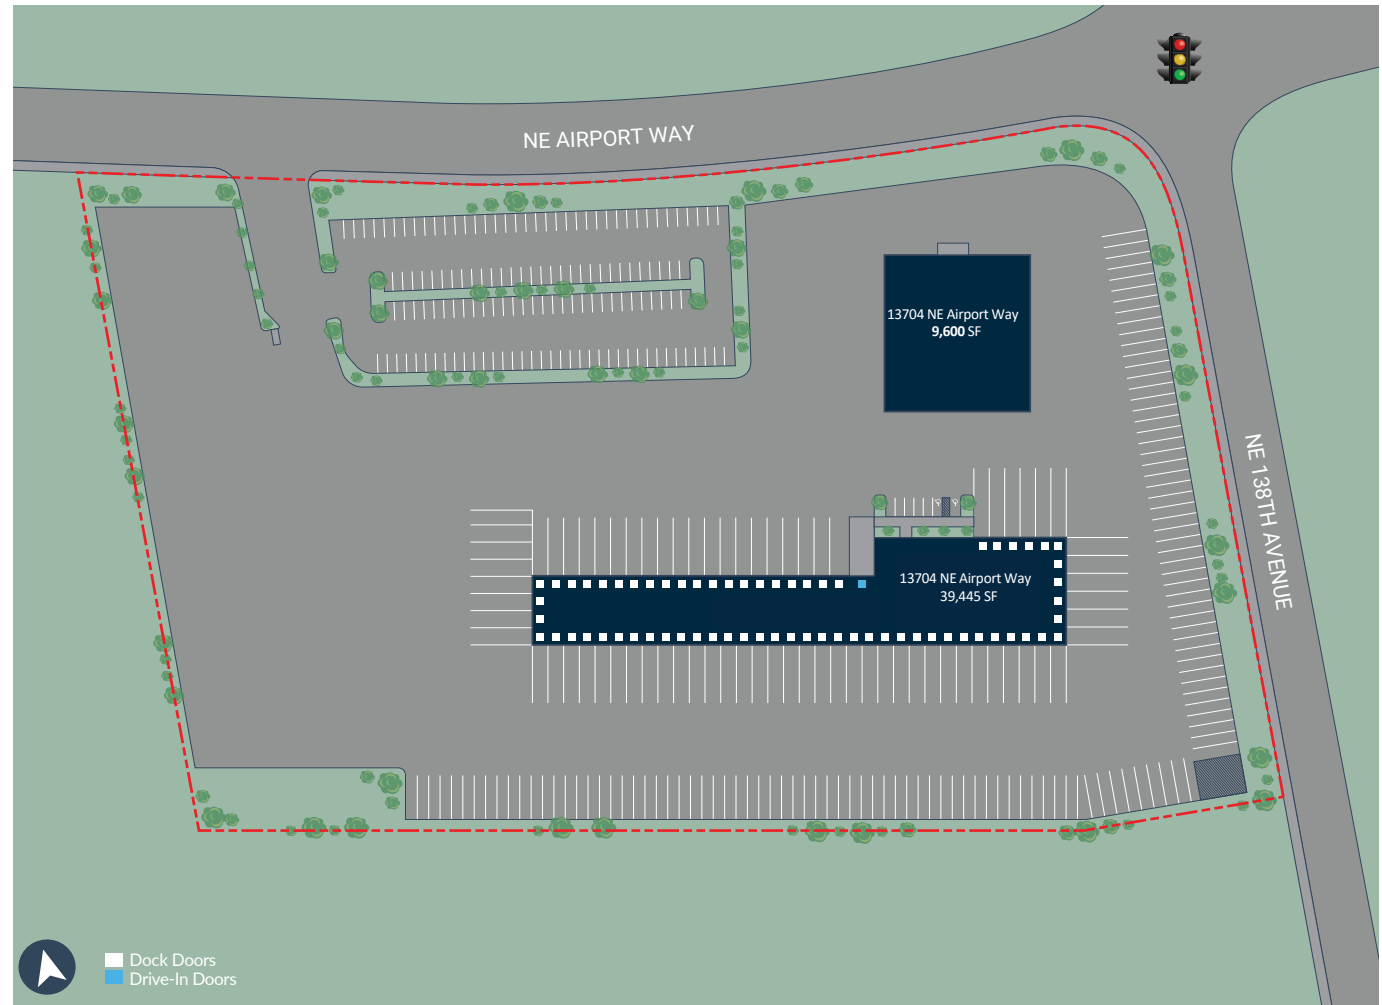 NE AIRPORT WAY
13704 NE Airport Way
9,600 SF
NE 138TH AVENUE
13704 NE Airport Way
39,445 SF
Dock Doors
Drive-In Doors